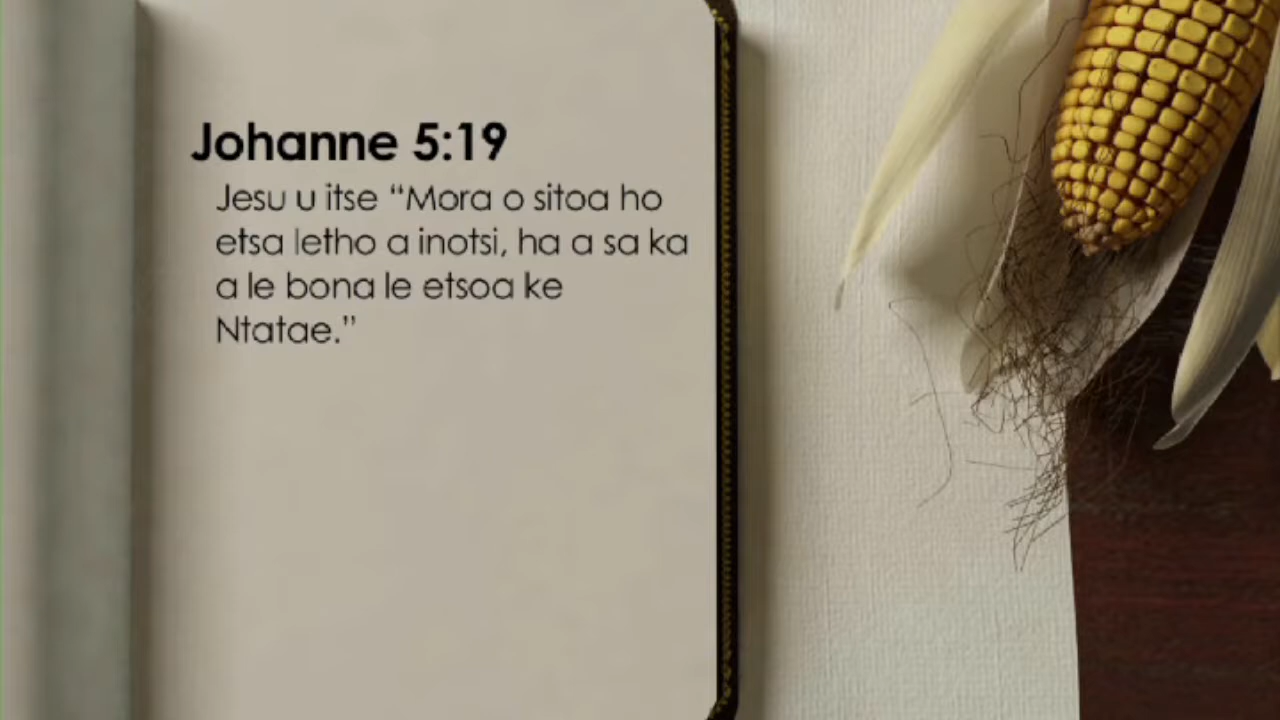 Johanne 5:19
Jesu u itse “Mora o sitoa ho
etsa letho a inotsi, ha a sa ka
a le bona le etsoa ke
Ntatae.”